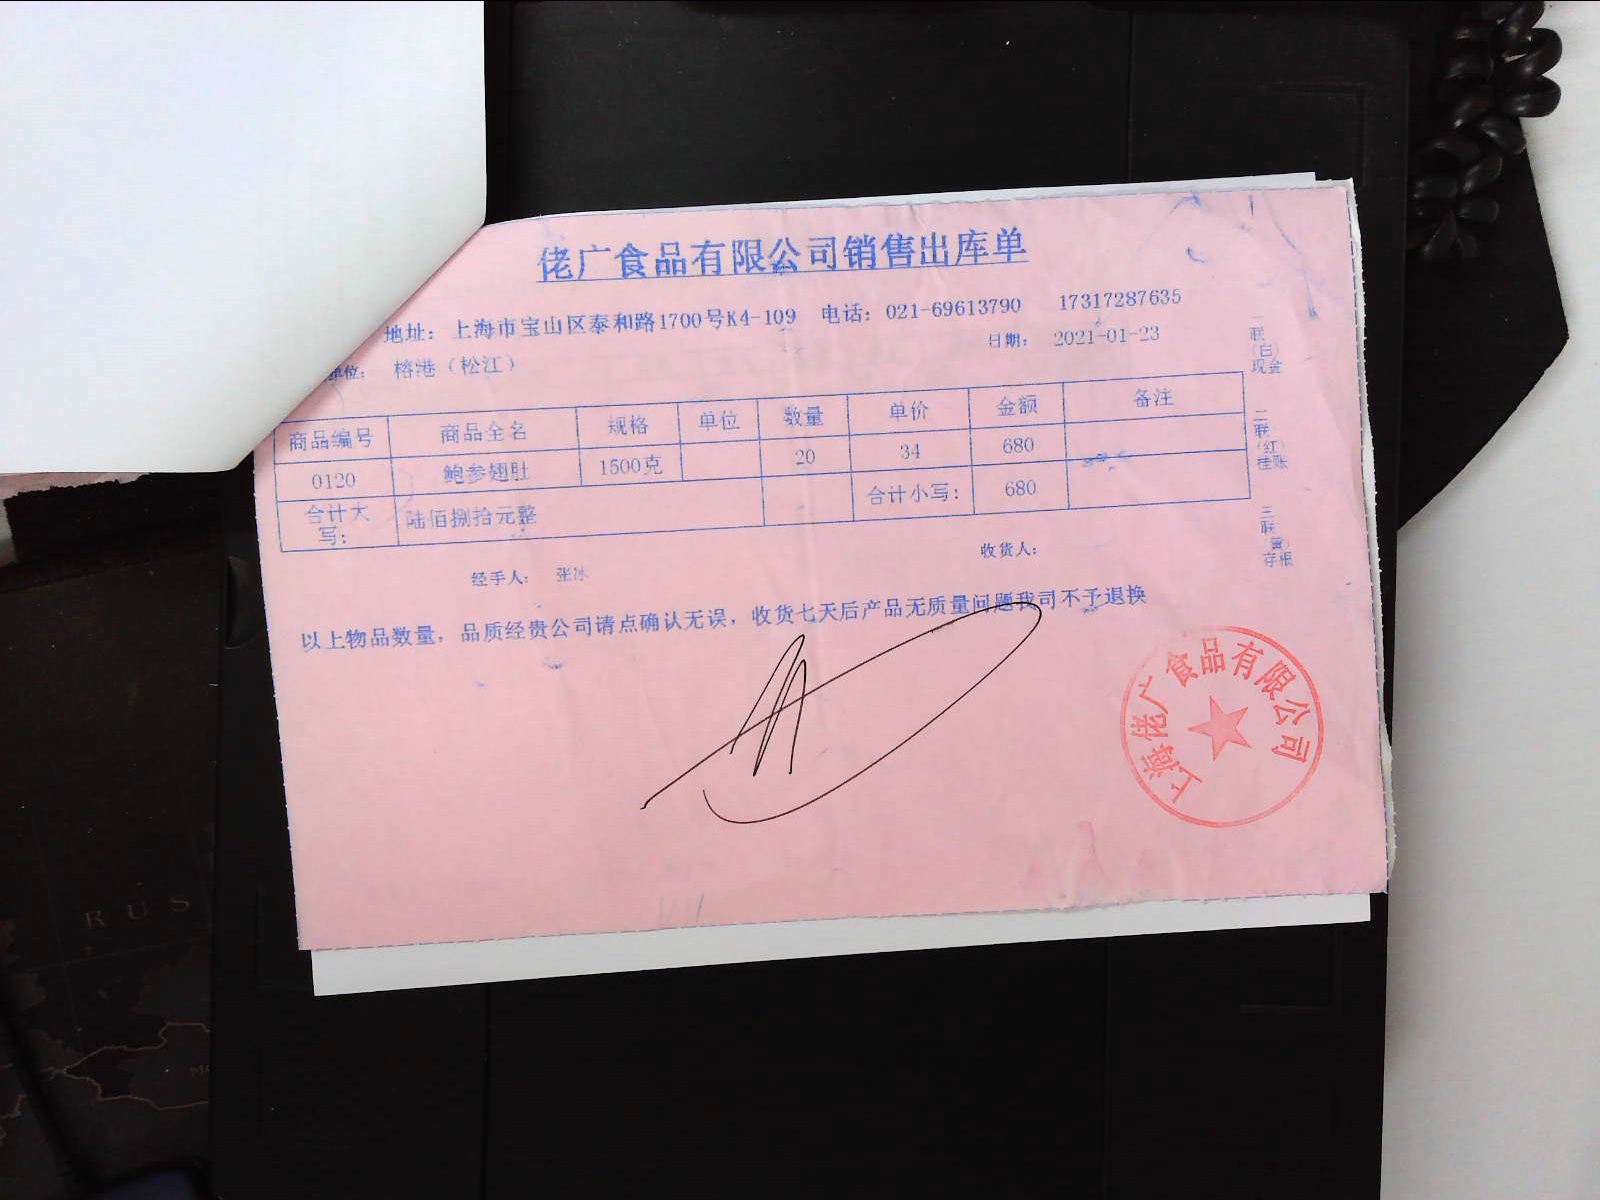 佬广食品有限公司销售出库单
地址: 上海市宝山区泰和路1700号K4-109 电话: 021-69613790 17317287635
单位: 榕港（松江） 日期: 2021-01-23
商品编号 商品全名 规格 单位 数量 单价 金额 备注
0120 鲍参翅肚 1500克 20 34 680
合计大写: 陆佰捌拾元整 合计小写: 680
经手人: 张冰 收货人:
以上物品数量，品质经贵公司请点确认无误，收货七天后产品无质量问题我司不予退换
一联（白）现金
二联（红）挂账
三联（黄）存根
上海佬广食品有限公司
RUS